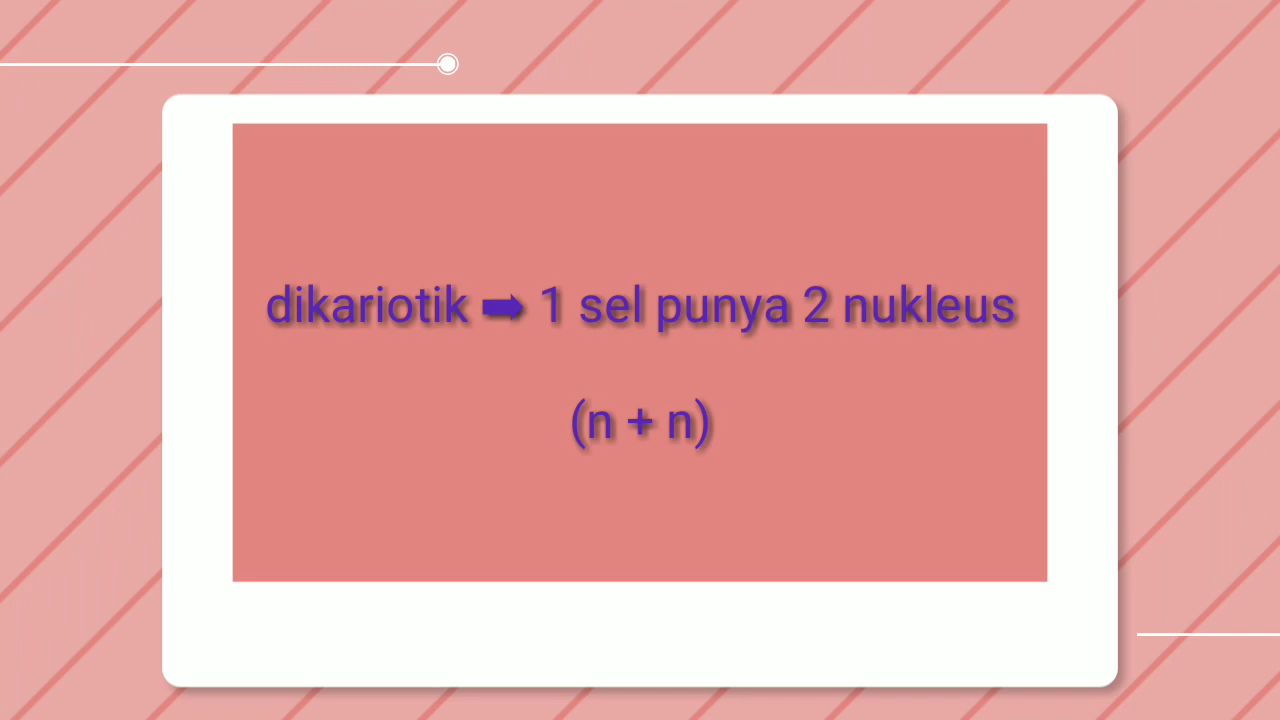 dikariotik ➡ 1 sel punya 2 nukleus
(n + n)